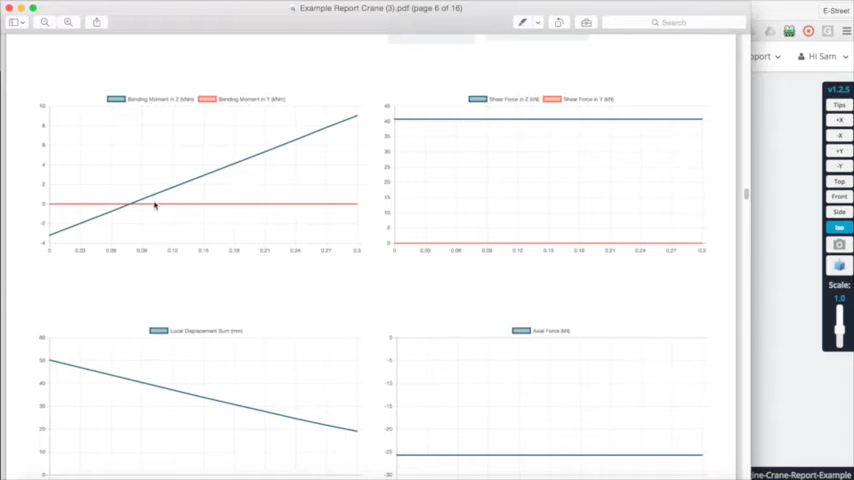 Example Report Crane (3).pdf (page 6 of 16)
Search
E-Street
port
Hi Sam
v1.2.5
Tips
+X
-X
+Y
-Y
Top
Front
Side
Iso
Scale:
1.0
Bending Moment in Z (kNm) Bending Moment in Y (kNm)
10
8
6
4
2
0
-2
-4
0 0.03 0.06 0.09 0.12 0.15 0.18 0.21 0.24 0.27 0.3
Shear Force in Z (kN) Shear Force in Y (kN)
45
40
35
30
25
20
15
10
5
0
0 0.03 0.06 0.09 0.12 0.15 0.18 0.21 0.24 0.27 0.3
Local Displacement Sum (mm)
60
50
40
30
20
10
0
Axial Force (kN)
0
-5
-10
-15
-20
-25
-30
ine-Crane-Report-Example